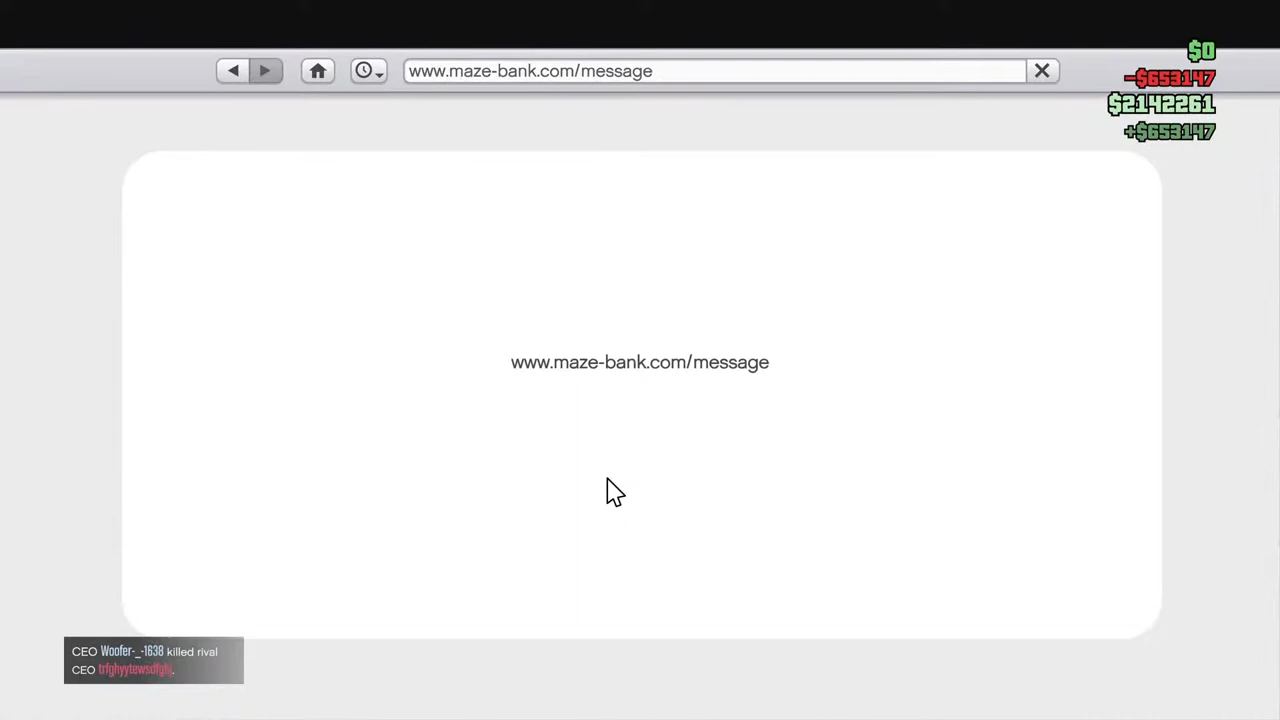 www.maze-bank.com/message
$0
-$653147
$2142261
+$653147
www.maze-bank.com/message
CEO Woofer-_-1638 killed rival
CEO trfghyytewsdfghj.